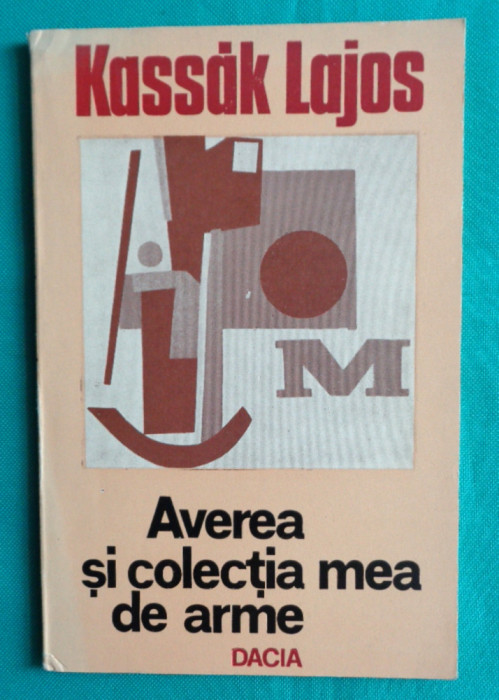 Kassák Lajos
M
Averea
și colecția mea
de arme
DACIA